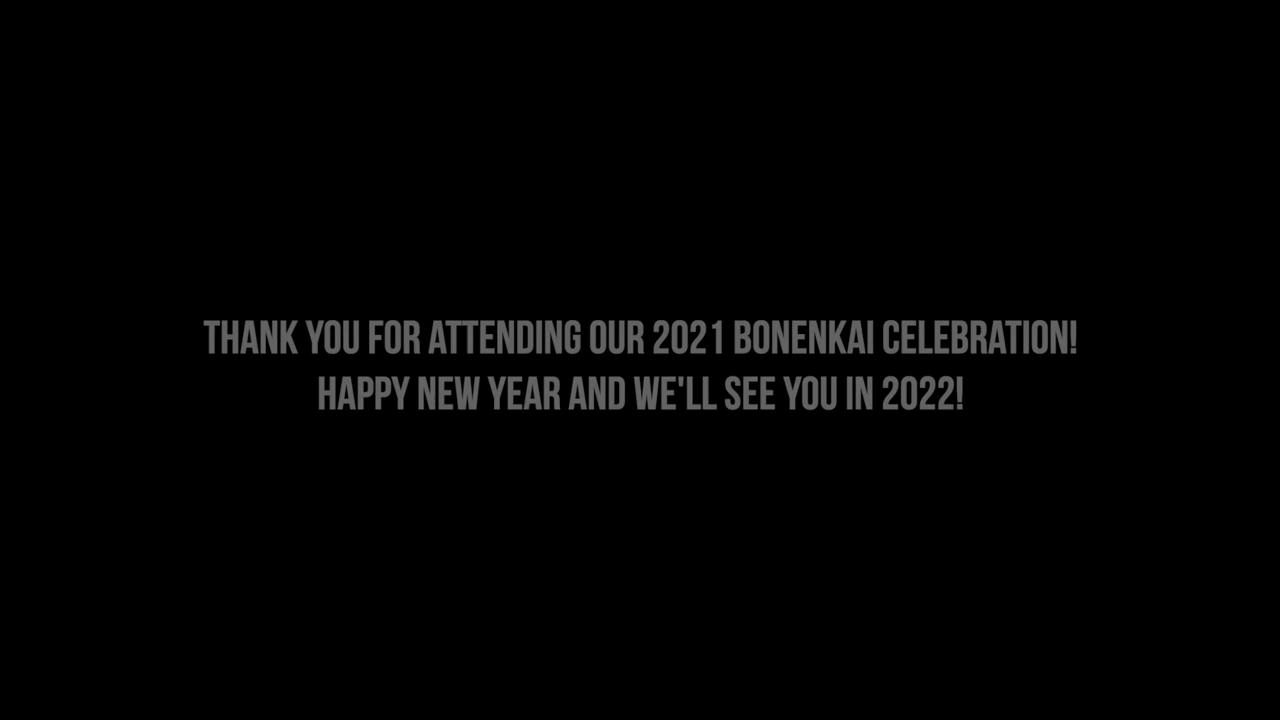 THANK YOU FOR ATTENDING OUR 2021 BONENKAI CELEBRATION!
HAPPY NEW YEAR AND WE'LL SEE YOU IN 2022!